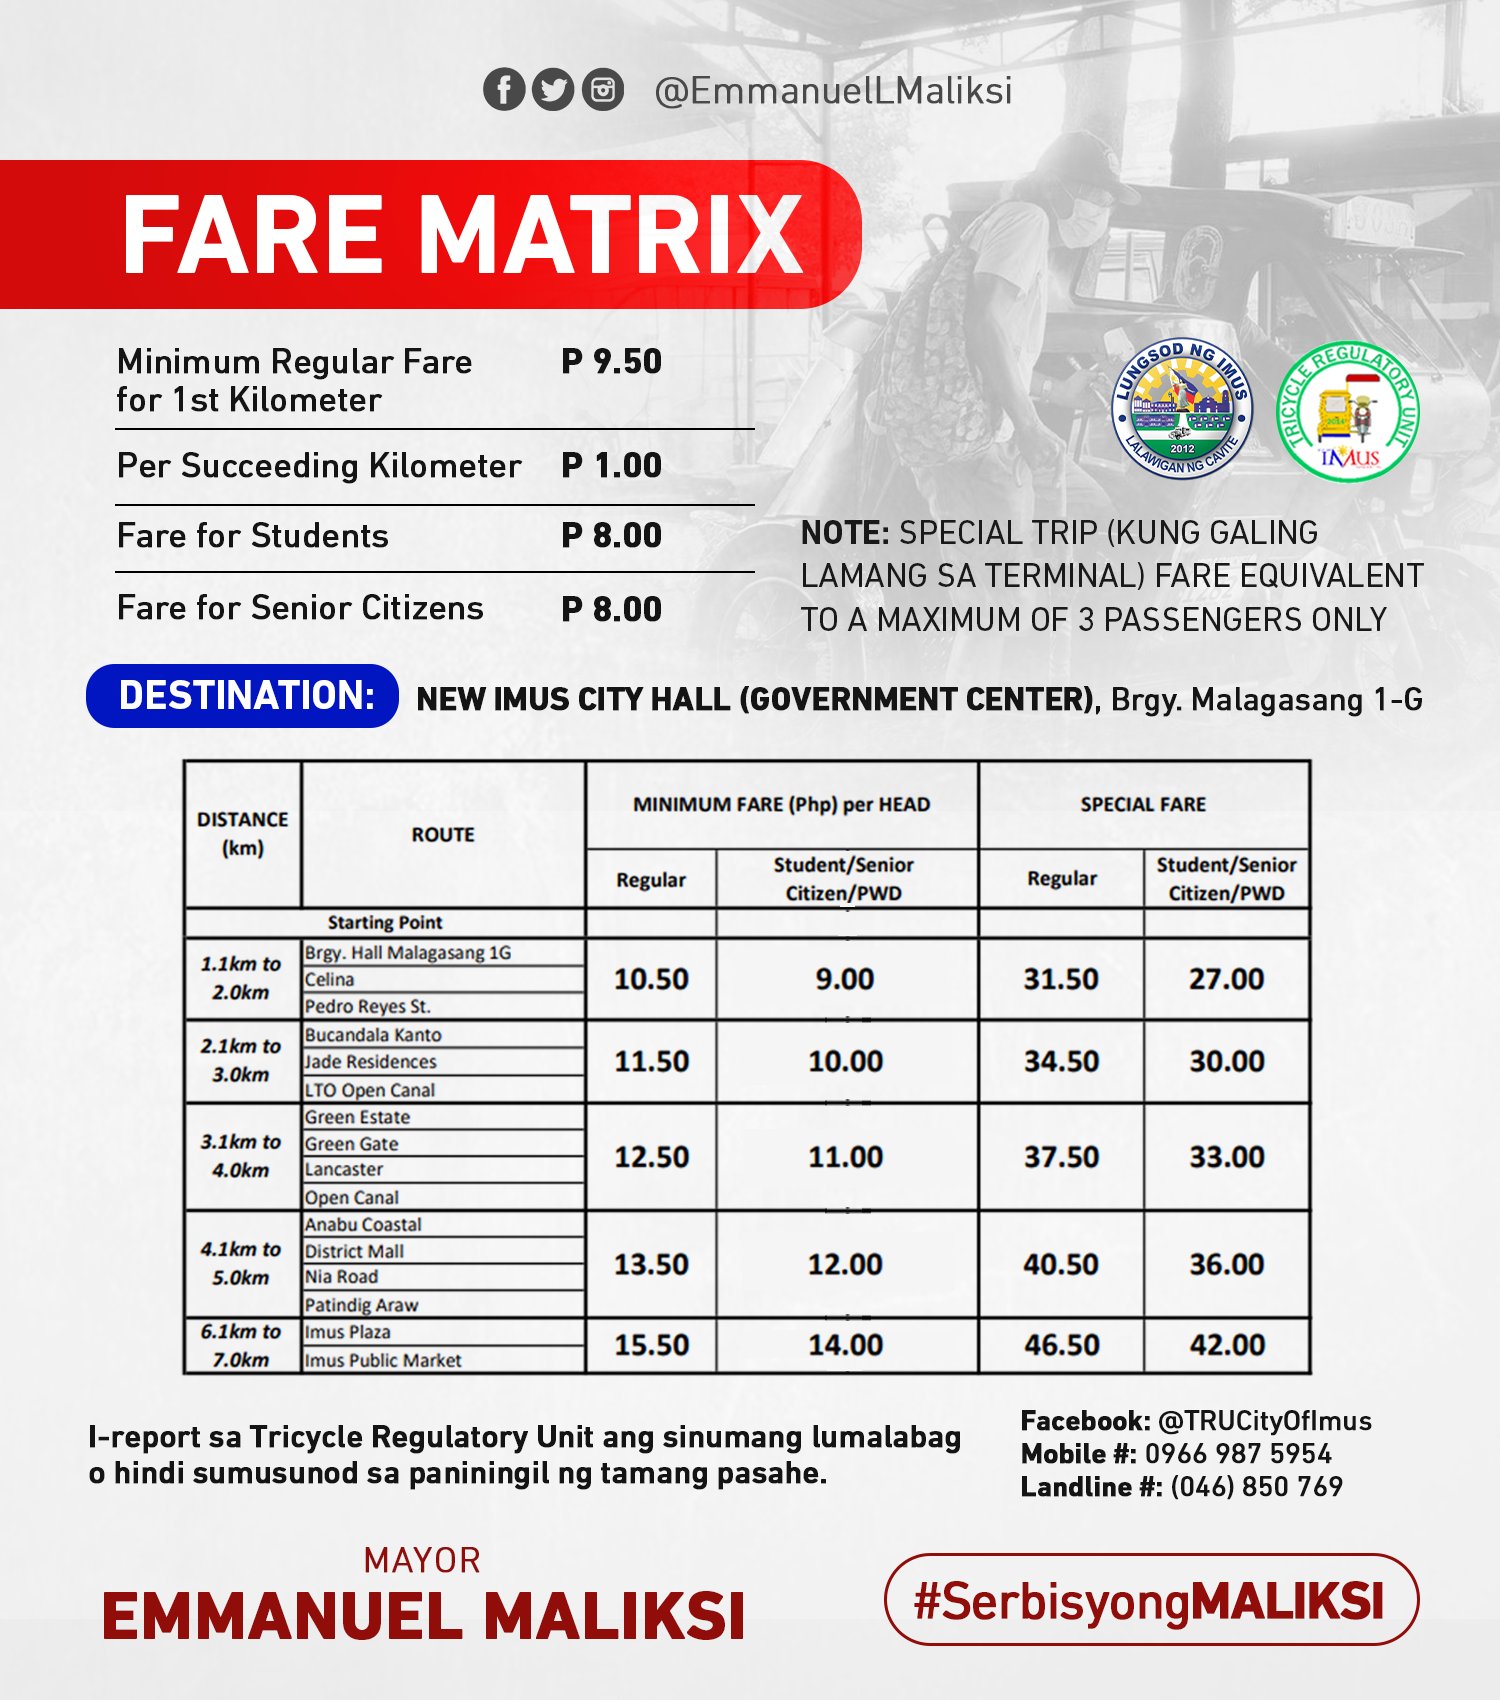 @EmmanuelLMaliksi
FARE MATRIX
Minimum Regular Fare P 9.50
for 1st Kilometer
Per Succeeding Kilometer P 1.00
Fare for Students P 8.00
Fare for Senior Citizens P 8.00
LUNGSOD NG IMUS
2012
LALAWIGAN NG CAVITE
TRICYCLE REGULATORY UNIT
2014
IMUS
NOTE: SPECIAL TRIP (KUNG GALING
LAMANG SA TERMINAL) FARE EQUIVALENT
TO A MAXIMUM OF 3 PASSENGERS ONLY
DESTINATION: NEW IMUS CITY HALL (GOVERNMENT CENTER), Brgy. Malagasang 1-G
DISTANCE
(km)
ROUTE
MINIMUM FARE (Php) per HEAD
SPECIAL FARE
Regular
Student/Senior
Citizen/PWD
Regular
Student/Senior
Citizen/PWD
Starting Point
1.1km to
2.0km
Brgy. Hall Malagasang 1G
Celina
Pedro Reyes St.
10.50 9.00 31.50 27.00
2.1km to
3.0km
Bucandala Kanto
Jade Residences
LTO Open Canal
11.50 10.00 34.50 30.00
3.1km to
4.0km
Green Estate
Green Gate
Lancaster
Open Canal
12.50 11.00 37.50 33.00
4.1km to
5.0km
Anabu Coastal
District Mall
Nia Road
Patindig Araw
13.50 12.00 40.50 36.00
6.1km to
7.0km
Imus Plaza
Imus Public Market
15.50 14.00 46.50 42.00
I-report sa Tricycle Regulatory Unit ang sinumang lumalabag
o hindi sumusunod sa paniningil ng tamang pasahe.
Facebook: @TRUCityOfImus
Mobile #: 0966 987 5954
Landline #: (046) 850 769
MAYOR
EMMANUEL MALIKSI
#SerbisyongMALIKSI